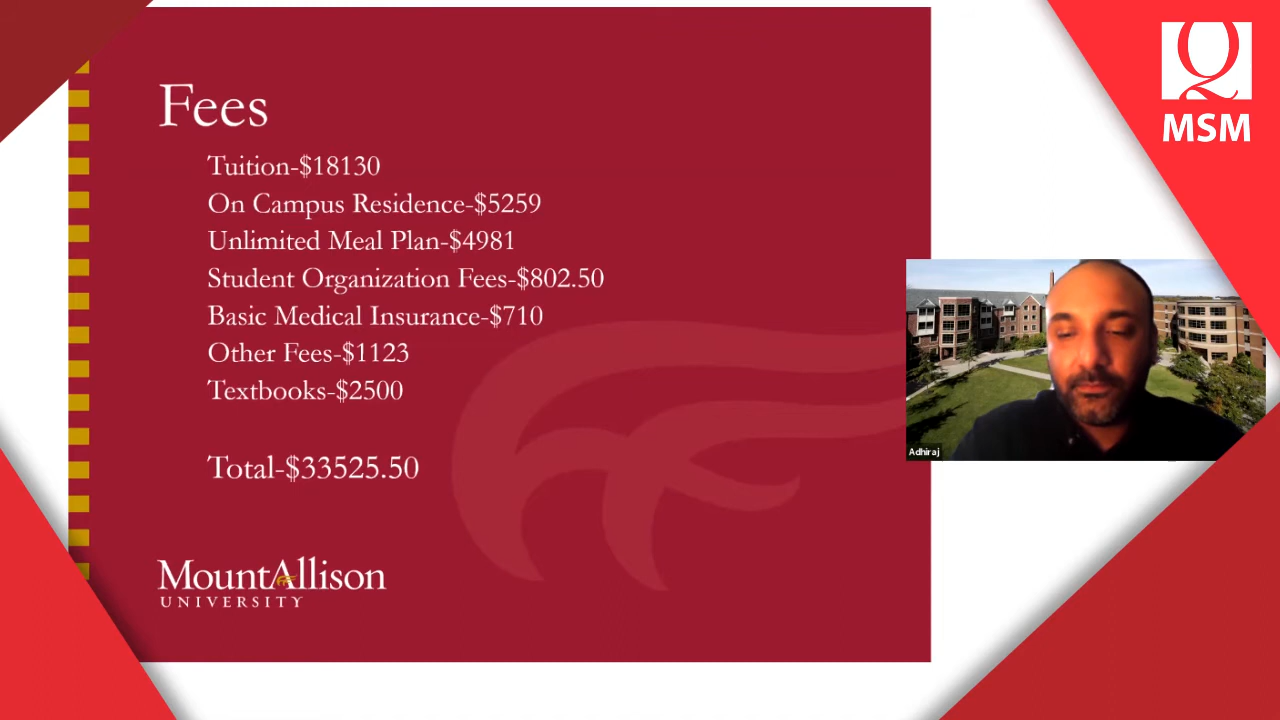 Fees
Tuition-$18130
On Campus Residence-$5259
Unlimited Meal Plan-$4981
Student Organization Fees-$802.50
Basic Medical Insurance-$710
Other Fees-$1123
Textbooks-$2500
Total-$33525.50
MountAllison
UNIVERSITY
MSM
Adhiraj